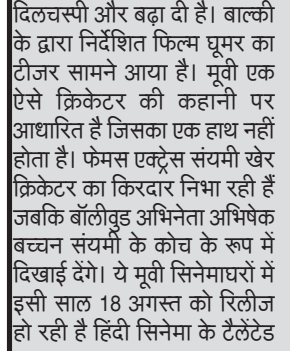 दिलचस्पी और बढ़ा दी है। बाल्की
के द्वारा निर्देशित फिल्म घूमर का
टीजर सामने आया है। मूवी एक
ऐसे क्रिकेटर की कहानी पर
आधारित है जिसका एक हाथ नहीं
होता है। फेमस एक्ट्रेस संयमी खेर
क्रिकेटर का किरदार निभा रही हैं
जबकि बॉलीवुड अभिनेता अभिषेक
बच्चन संयमी के कोच के रूप में
दिखाई देंगे। ये मूवी सिनेमाघरों में
इसी साल 18 अगस्त को रिलीज
हो रही है हिंदी सिनेमा के टैलेंटेड